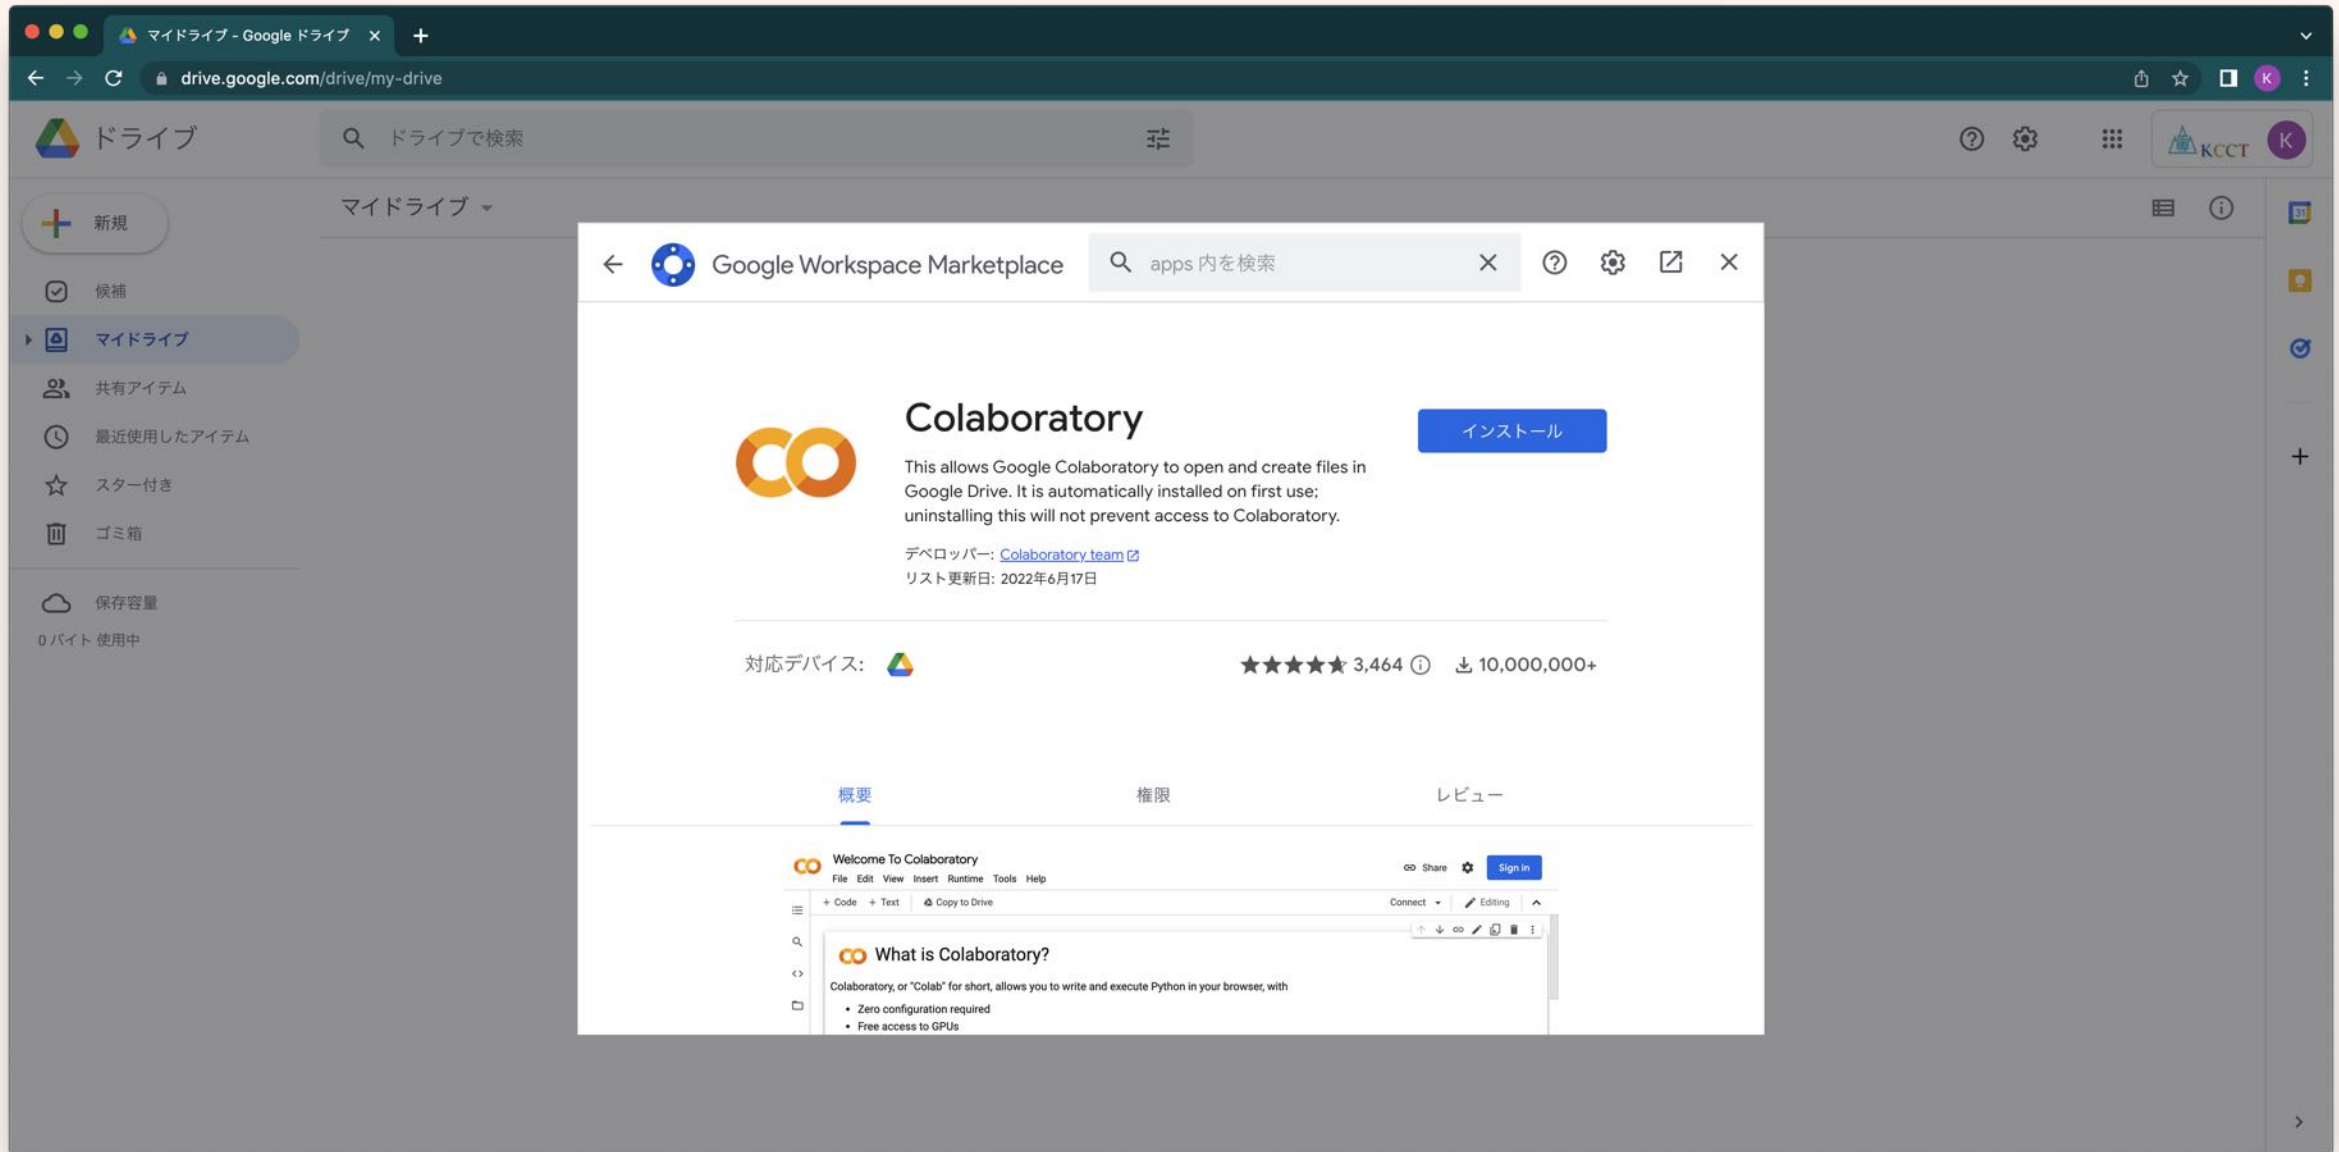 マイドライブ - Google ドライブ
drive.google.com/drive/my-drive
K
ドライブ
ドライブで検索
KCCT
K
新規
マイドライブ
31
候補
マイドライブ
共有アイテム
最近使用したアイテム
スター付き
ゴミ箱
保存容量
0 バイト 使用中
Google Workspace Marketplace
apps 内を検索
Colaboratory
インストール
This allows Google Colaboratory to open and create files in
Google Drive. It is automatically installed on first use;
uninstalling this will not prevent access to Colaboratory.
デベロッパー: Colaboratory team
リスト更新日: 2022年6月17日
対応デバイス:
3,464
10,000,000+
概要
権限
レビュー
Welcome To Colaboratory
File Edit View Insert Runtime Tools Help
Share
Sign in
+ Code + Text Copy to Drive
Connect
Editing
What is Colaboratory?
Colaboratory, or "Colab" for short, allows you to write and execute Python in your browser, with
• Zero configuration required
• Free access to GPUs